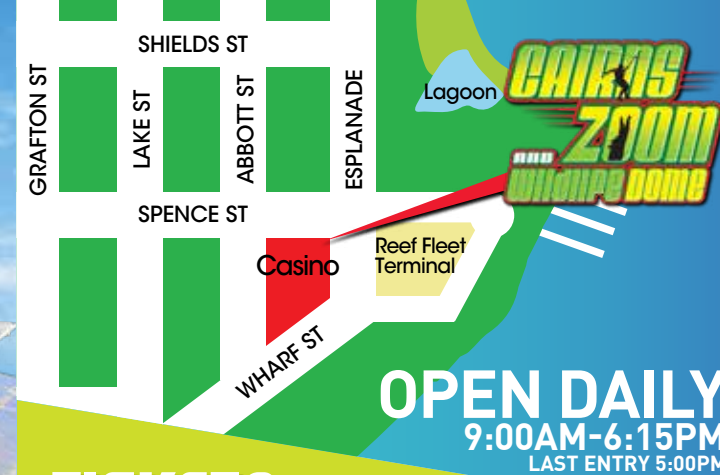 SHIELDS ST
GRAFTON ST
LAKE ST
ABBOTT ST
ESPLANADE
Lagoon
CAIRNS
ZOOM
AND
Wildlife Dome
SPENCE ST
Casino
Reef Fleet
Terminal
WHARF ST
OPEN DAILY
9:00AM-6:15PM
LAST ENTRY 5:00PM